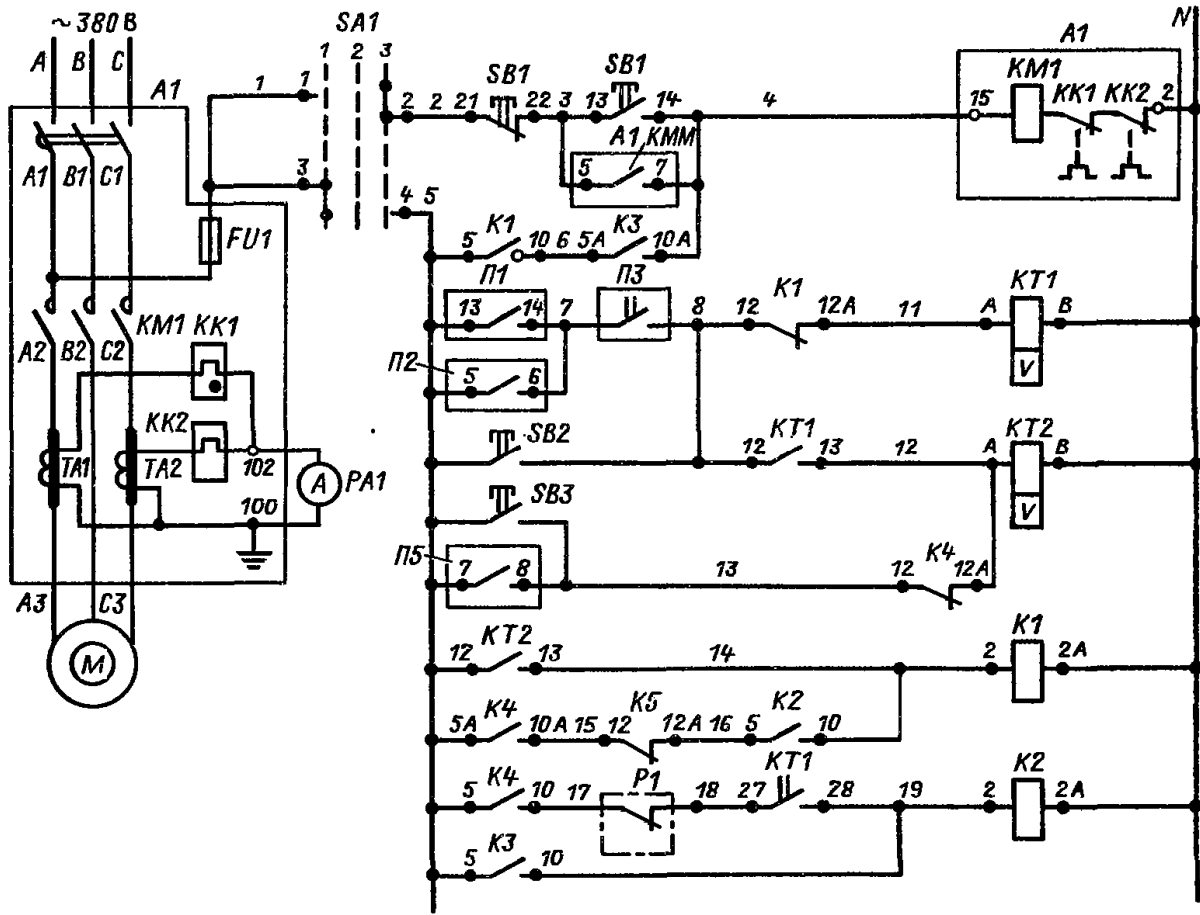 ~380 В SA1 N
A B C 1 2 3
A1
A1 SB1 SB1 KM1 KK1 KK2
1 1 2 2 21 22 3 13 14 4 15 2
A1 KMM
5 7
3
A1 B1 C1
4 5
FU1
K1 K3
5 10 6 5A 10A
П1 П3 K1 KT1
13 14 7 8 12 12A 11 A B
V
KM1 KK1
A2 B2 C2
П2 5 6
KK2
SB2 KT1 KT2
12 13 12 A B
V
TA1 TA2 102 A PA1
100
SB3
П5 7 8 13 K4
12 12A
A3 C3
M
KT2 K1
12 13 14 2 2A
K4 K5 K2
5A 10A 15 12 12A 16 5 10
K4 P1 KT1 K2
5 10 17 18 27 28 19 2 2A
K3
5 10